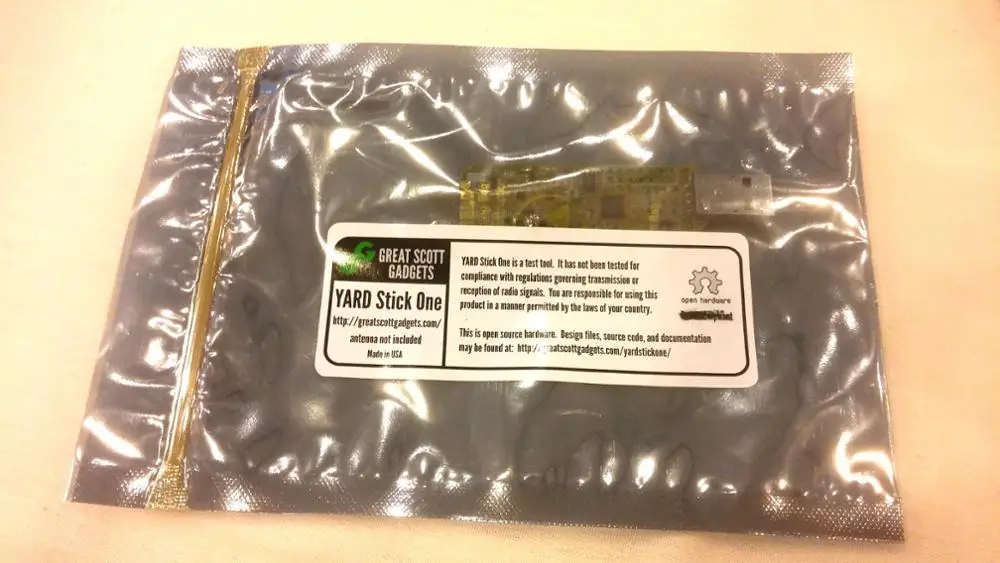 GREAT SCOTT
GADGETS
YARD Stick One
http://greatscottgadgets.com/
antenna not included
Made in USA
YARD Stick One is a test tool. It has not been tested for
compliance with regulations governing transmission or
reception of radio signals. You are responsible for using this
product in a manner permitted by the laws of your country.
This is open source hardware. Design files, source code, and documentation
may be found at: http://greatscottgadgets.com/yardstickone/
open hardware